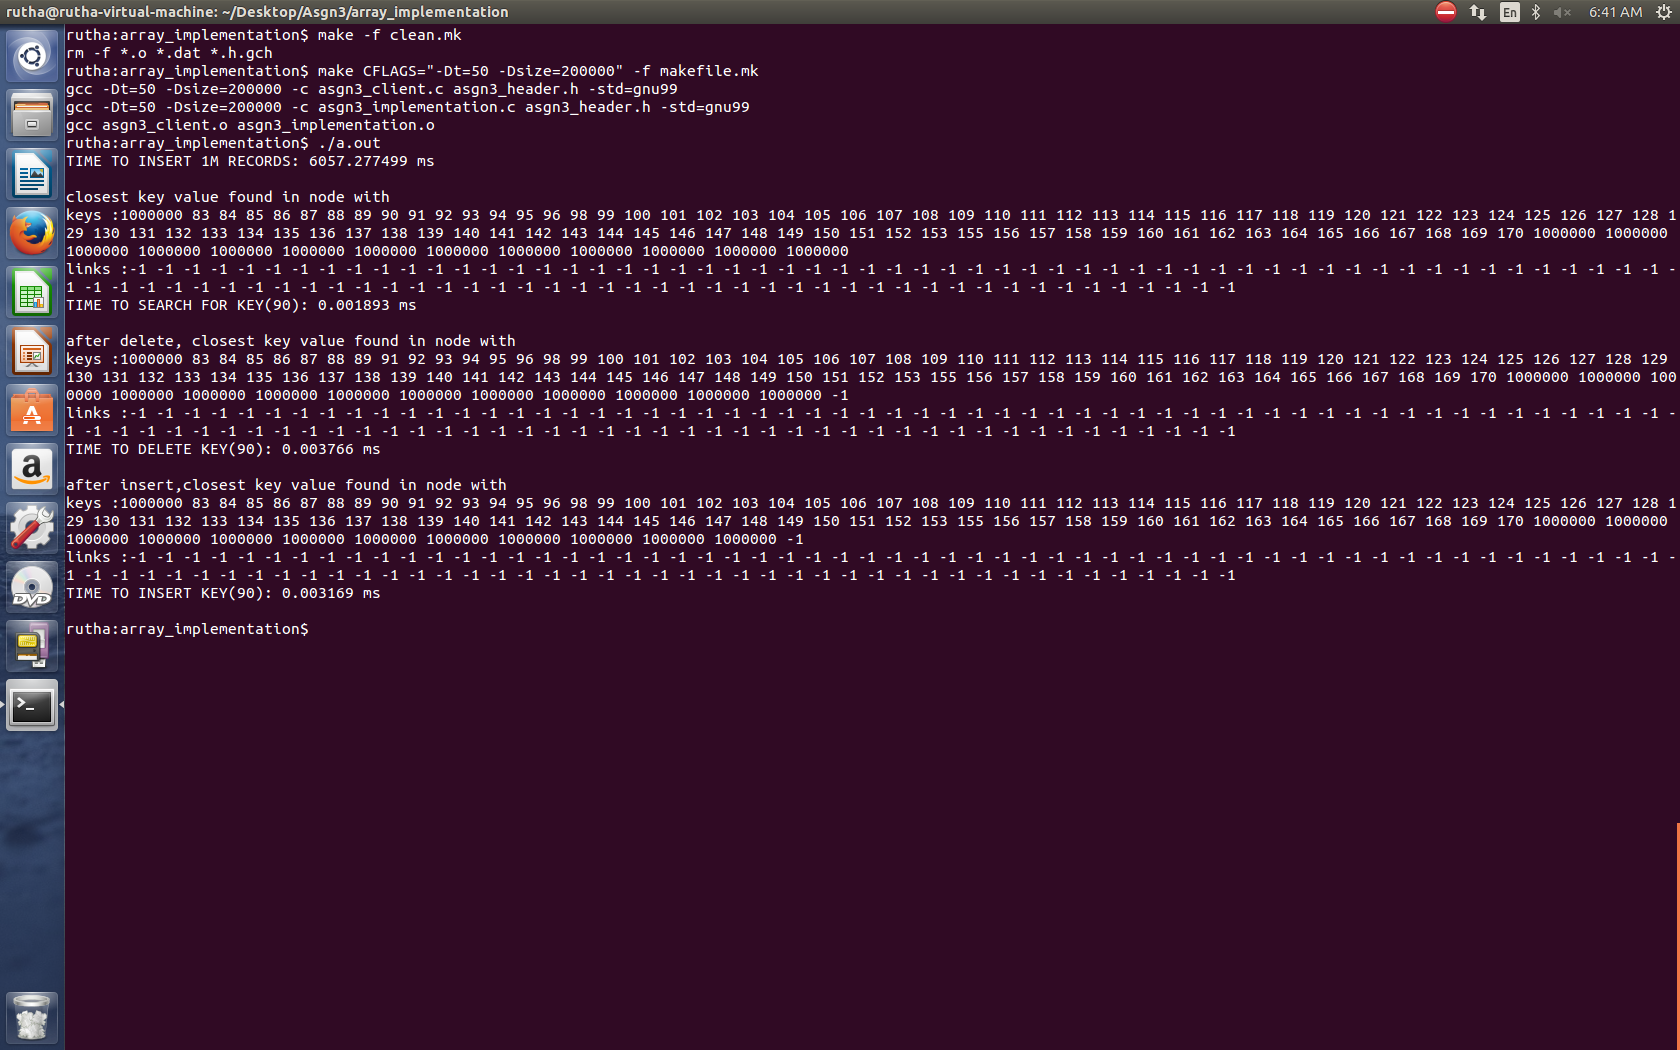 rutha@rutha-virtual-machine: ~/Desktop/Asgn3/array_implementation
En
6:41 AM
rutha:array_implementation$ make -f clean.mk
rm -f *.o *.dat *.h.gch
rutha:array_implementation$ make CFLAGS="-Dt=50 -Dsize=200000" -f makefile.mk
gcc -Dt=50 -Dsize=200000 -c asgn3_client.c asgn3_header.h -std=gnu99
gcc -Dt=50 -Dsize=200000 -c asgn3_implementation.c asgn3_header.h -std=gnu99
gcc asgn3_client.o asgn3_implementation.o
rutha:array_implementation$ ./a.out
TIME TO INSERT 1M RECORDS: 6057.277499 ms
closest key value found in node with
keys :1000000 83 84 85 86 87 88 89 90 91 92 93 94 95 96 98 99 100 101 102 103 104 105 106 107 108 109 110 111 112 113 114 115 116 117 118 119 120 121 122 123 124 125 126 127 128 1
29 130 131 132 133 134 135 136 137 138 139 140 141 142 143 144 145 146 147 148 149 150 151 152 153 155 156 157 158 159 160 161 162 163 164 165 166 167 168 169 170 1000000 1000000
1000000 1000000 1000000 1000000 1000000 1000000 1000000 1000000 1000000 1000000 1000000
links :-1 -1 -1 -1 -1 -1 -1 -1 -1 -1 -1 -1 -1 -1 -1 -1 -1 -1 -1 -1 -1 -1 -1 -1 -1 -1 -1 -1 -1 -1 -1 -1 -1 -1 -1 -1 -1 -1 -1 -1 -1 -1 -1 -1 -1 -1 -1 -1 -1 -1 -1 -1 -1 -1 -1 -1 -1 -
1 -1 -1 -1 -1 -1 -1 -1 -1 -1 -1 -1 -1 -1 -1 -1 -1 -1 -1 -1 -1 -1 -1 -1 -1 -1 -1 -1 -1 -1 -1 -1 -1 -1 -1 -1 -1 -1 -1 -1 -1 -1 -1 -1
TIME TO SEARCH FOR KEY(90): 0.001893 ms
after delete, closest key value found in node with
keys :1000000 83 84 85 86 87 88 89 91 92 93 94 95 96 98 99 100 101 102 103 104 105 106 107 108 109 110 111 112 113 114 115 116 117 118 119 120 121 122 123 124 125 126 127 128 129
130 131 132 133 134 135 136 137 138 139 140 141 142 143 144 145 146 147 148 149 150 151 152 153 155 156 157 158 159 160 161 162 163 164 165 166 167 168 169 170 1000000 1000000 100
0000 1000000 1000000 1000000 1000000 1000000 1000000 1000000 1000000 1000000 1000000 -1
links :-1 -1 -1 -1 -1 -1 -1 -1 -1 -1 -1 -1 -1 -1 -1 -1 -1 -1 -1 -1 -1 -1 -1 -1 -1 -1 -1 -1 -1 -1 -1 -1 -1 -1 -1 -1 -1 -1 -1 -1 -1 -1 -1 -1 -1 -1 -1 -1 -1 -1 -1 -1 -1 -1 -1 -1 -1 -
1 -1 -1 -1 -1 -1 -1 -1 -1 -1 -1 -1 -1 -1 -1 -1 -1 -1 -1 -1 -1 -1 -1 -1 -1 -1 -1 -1 -1 -1 -1 -1 -1 -1 -1 -1 -1 -1 -1 -1 -1 -1 -1 -1
TIME TO DELETE KEY(90): 0.003766 ms
after insert,closest key value found in node with
keys :1000000 83 84 85 86 87 88 89 90 91 92 93 94 95 96 98 99 100 101 102 103 104 105 106 107 108 109 110 111 112 113 114 115 116 117 118 119 120 121 122 123 124 125 126 127 128 1
29 130 131 132 133 134 135 136 137 138 139 140 141 142 143 144 145 146 147 148 149 150 151 152 153 155 156 157 158 159 160 161 162 163 164 165 166 167 168 169 170 1000000 1000000
1000000 1000000 1000000 1000000 1000000 1000000 1000000 1000000 1000000 1000000 -1
links :-1 -1 -1 -1 -1 -1 -1 -1 -1 -1 -1 -1 -1 -1 -1 -1 -1 -1 -1 -1 -1 -1 -1 -1 -1 -1 -1 -1 -1 -1 -1 -1 -1 -1 -1 -1 -1 -1 -1 -1 -1 -1 -1 -1 -1 -1 -1 -1 -1 -1 -1 -1 -1 -1 -1 -1 -1 -
1 -1 -1 -1 -1 -1 -1 -1 -1 -1 -1 -1 -1 -1 -1 -1 -1 -1 -1 -1 -1 -1 -1 -1 -1 -1 -1 -1 -1 -1 -1 -1 -1 -1 -1 -1 -1 -1 -1 -1 -1 -1 -1 -1
TIME TO INSERT KEY(90): 0.003169 ms
rutha:array_implementation$